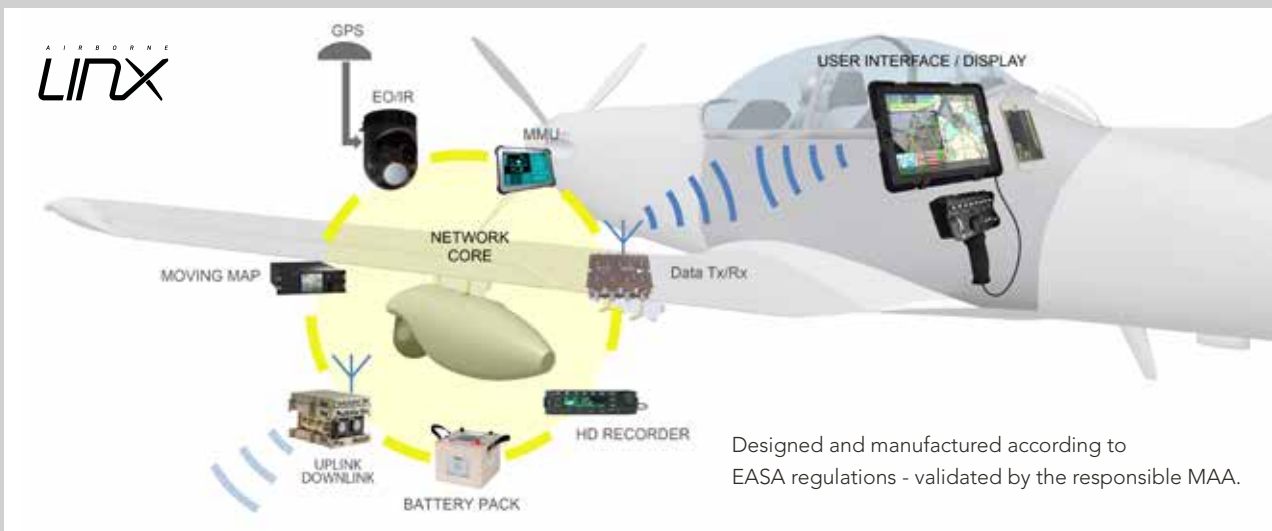 AIRBORNE
LINX
GPS
EO/IR
MMU
USER INTERFACE / DISPLAY
NETWORK
CORE
MOVING MAP
Data Tx/Rx
HD RECORDER
UPLINK
DOWNLINK
BATTERY PACK
Designed and manufactured according to
EASA regulations - validated by the responsible MAA.